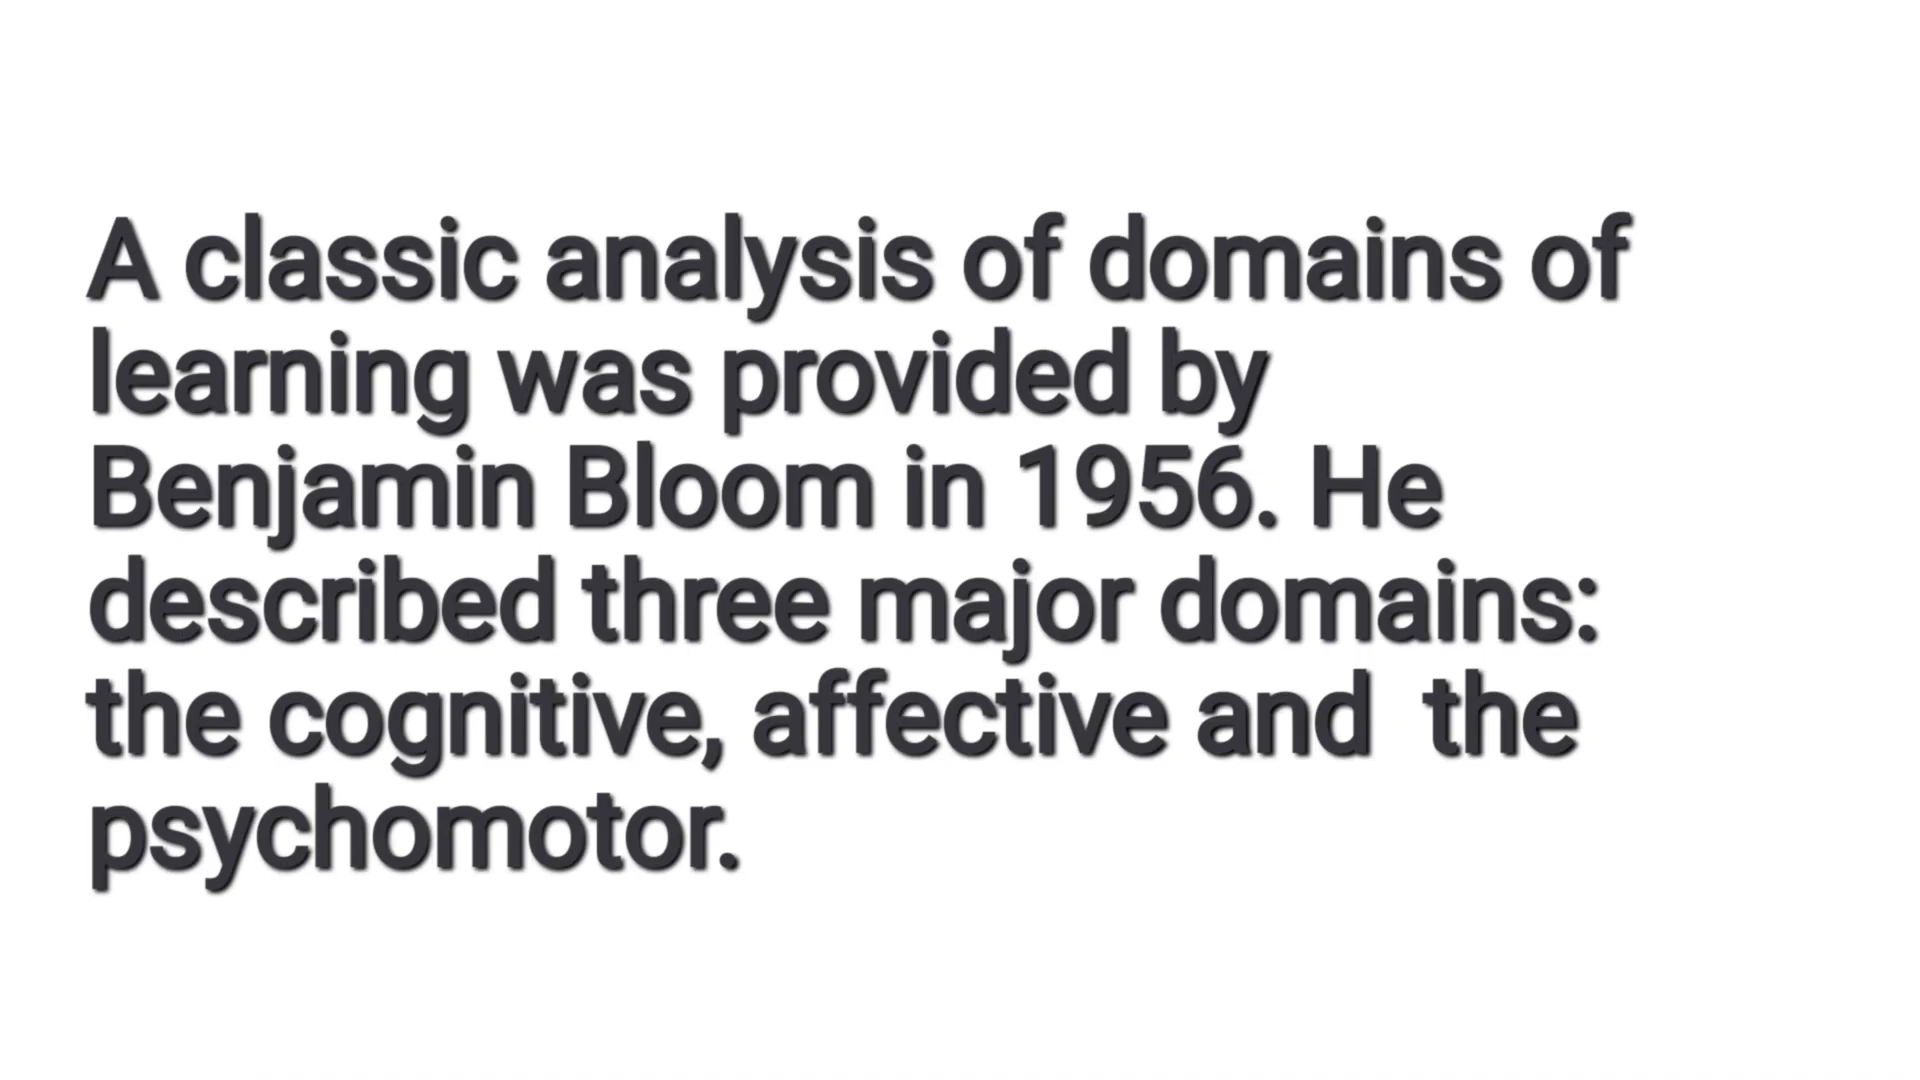 A classic analysis of domains of
learning was provided by
Benjamin Bloom in 1956. He
described three major domains:
the cognitive, affective and  the
psychomotor.